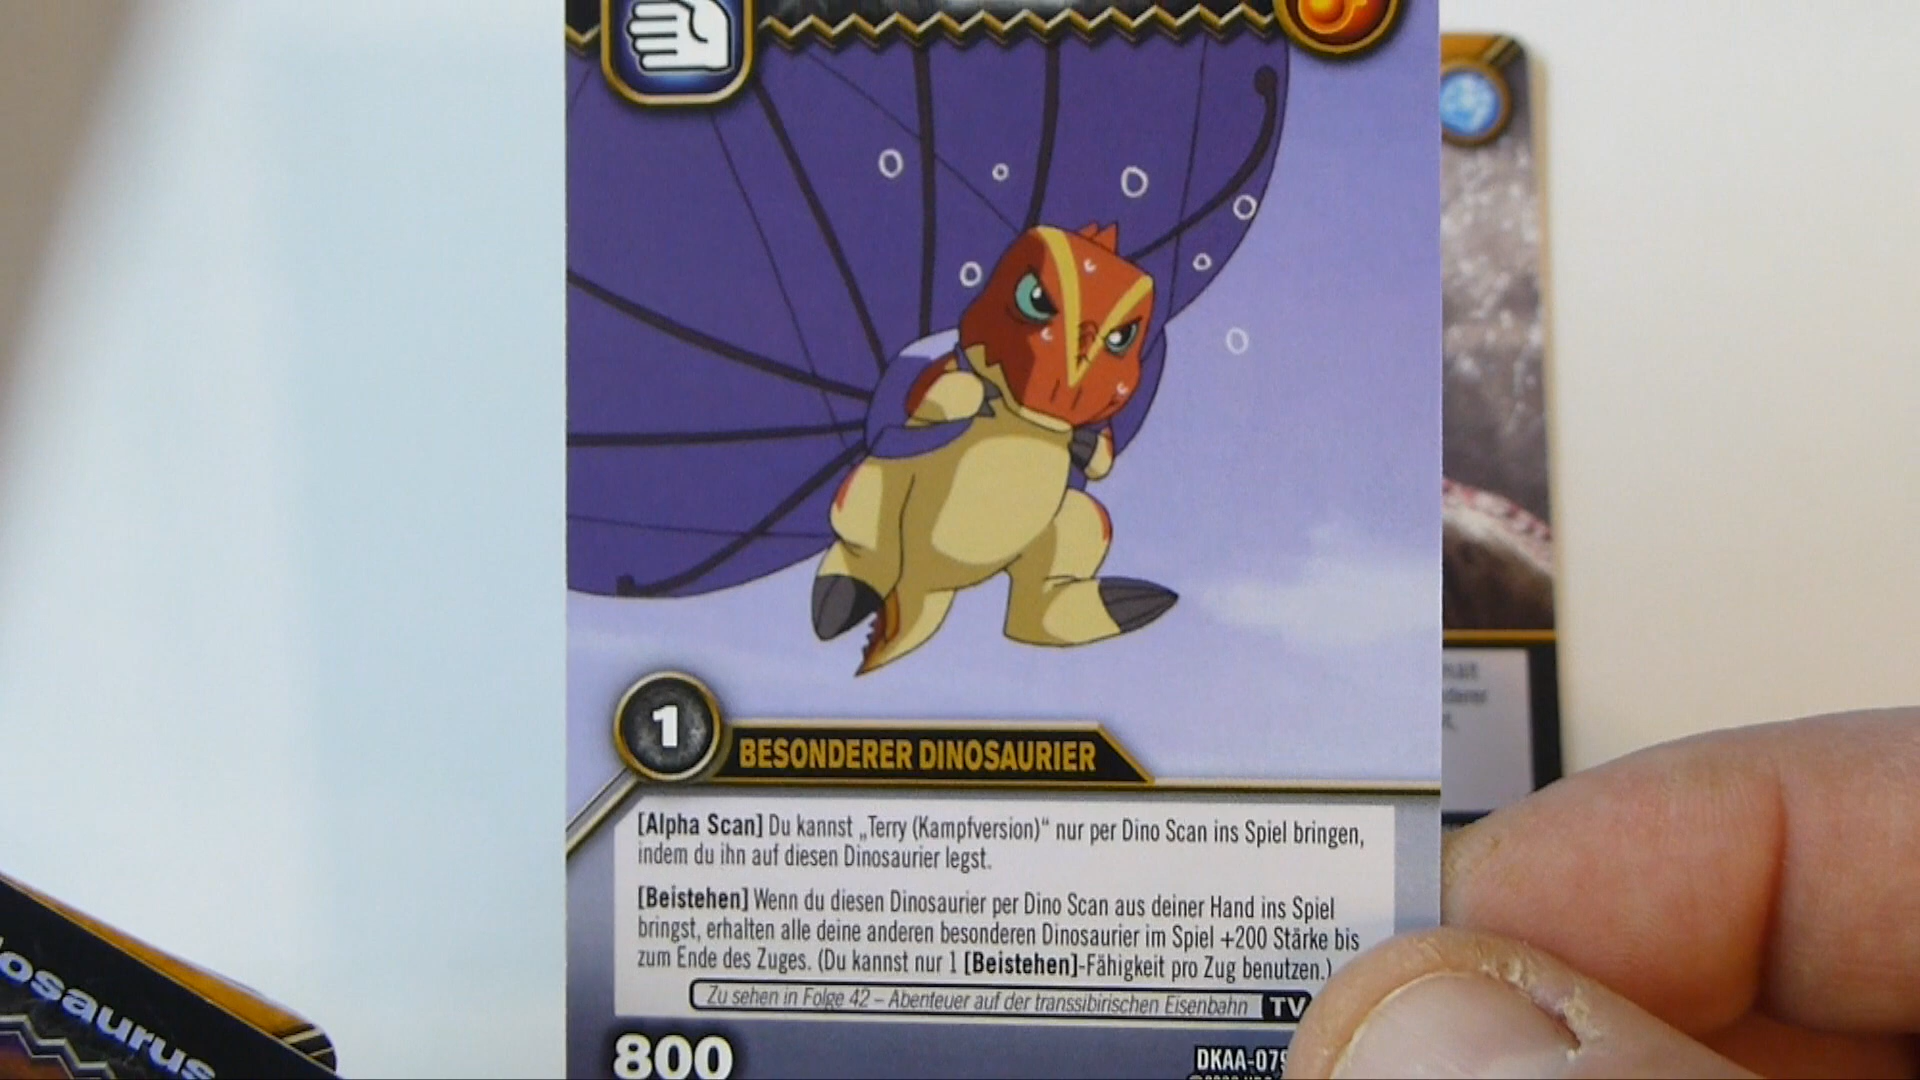 1
BESONDERER DINOSAURIER
[Alpha Scan] Du kannst „Terry (Kampfversion)“ nur per Dino Scan ins Spiel bringen,
indem du ihn auf diesen Dinosaurier legst.
[Beistehen] Wenn du diesen Dinosaurier per Dino Scan aus deiner Hand ins Spiel
bringst, erhalten alle deine anderen besonderen Dinosaurier im Spiel +200 Stärke bis
zum Ende des Zuges. (Du kannst nur 1 [Beistehen]-Fähigkeit pro Zug benutzen.)
Zu sehen in Folge 42 – Abenteuer auf der transsibirischen Eisenbahn TV
800
DKAA-079
osaurus